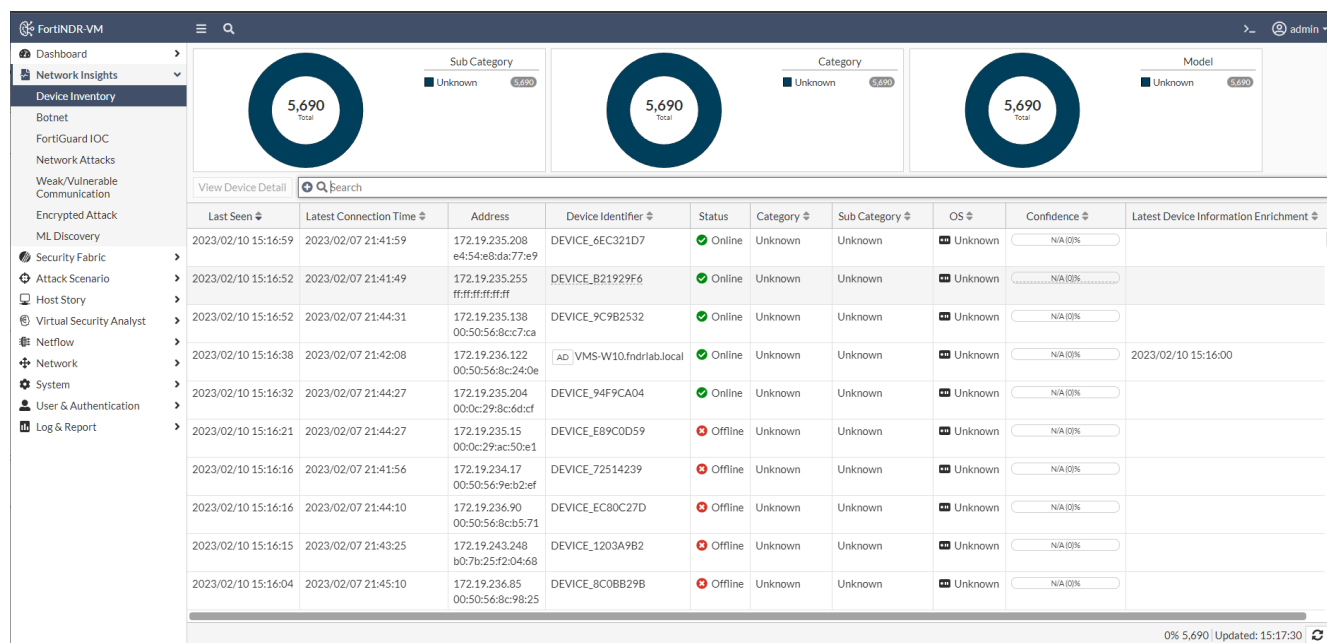 FortiNDR-VM
>_ admin
Dashboard
Network Insights
Device Inventory
Botnet
FortiGuard IOC
Network Attacks
Weak/Vulnerable
Communication
Encrypted Attack
ML Discovery
Security Fabric
Attack Scenario
Host Story
Virtual Security Analyst
Netflow
Network
System
User & Authentication
Log & Report
5,690
Total
Sub Category
Unknown 5,690
5,690
Total
Category
Unknown 5,690
5,690
Total
Model
Unknown 5,690
View Device Detail Search
Last Seen Latest Connection Time Address Device Identifier Status Category Sub Category OS Confidence Latest Device Information Enrichment
2023/02/10 15:16:59 2023/02/07 21:41:59 172.19.235.208 DEVICE_6EC321D7 Online Unknown Unknown Unknown N/A (0)%
e4:54:e8:da:77:e9
2023/02/10 15:16:52 2023/02/07 21:41:49 172.19.235.255 DEVICE_B21929F6 Online Unknown Unknown Unknown N/A (0)%
ff:ff:ff:ff:ff:ff
2023/02/10 15:16:52 2023/02/07 21:44:31 172.19.235.138 DEVICE_9C9B2532 Online Unknown Unknown Unknown N/A (0)%
00:50:56:8c:c7:ca
2023/02/10 15:16:38 2023/02/07 21:42:08 172.19.236.122 AD VMS-W10.fndrlab.local Online Unknown Unknown Unknown N/A (0)% 2023/02/10 15:16:00
00:50:56:8c:24:0e
2023/02/10 15:16:32 2023/02/07 21:44:27 172.19.235.204 DEVICE_94F9CA04 Online Unknown Unknown Unknown N/A (0)%
00:0c:29:8c:6d:cf
2023/02/10 15:16:21 2023/02/07 21:44:27 172.19.235.15 DEVICE_E89C0D59 Offline Unknown Unknown Unknown N/A (0)%
00:0c:29:ac:50:e1
2023/02/10 15:16:16 2023/02/07 21:41:56 172.19.234.17 DEVICE_72514239 Offline Unknown Unknown Unknown N/A (0)%
00:50:56:9e:b2:ef
2023/02/10 15:16:16 2023/02/07 21:44:10 172.19.236.90 DEVICE_EC80C27D Offline Unknown Unknown Unknown N/A (0)%
00:50:56:8c:b5:71
2023/02/10 15:16:15 2023/02/07 21:43:25 172.19.243.248 DEVICE_1203A9B2 Offline Unknown Unknown Unknown N/A (0)%
b0:7b:25:f2:04:68
2023/02/10 15:16:04 2023/02/07 21:45:10 172.19.236.85 DEVICE_8C0BB29B Offline Unknown Unknown Unknown N/A (0)%
00:50:56:8c:98:25
0% 5,690 Updated: 15:17:30